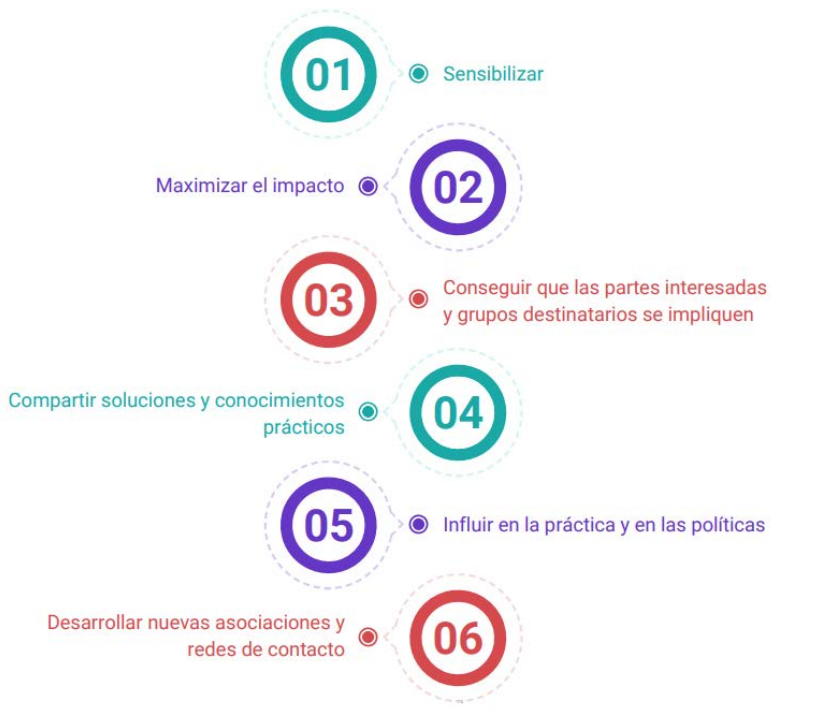 01
Sensibilizar
Maximizar el impacto
02
03
Conseguir que las partes interesadas
y grupos destinatarios se impliquen
Compartir soluciones y conocimientos
prácticos
04
05
Influir en la práctica y en las políticas
Desarrollar nuevas asociaciones y
redes de contacto
06